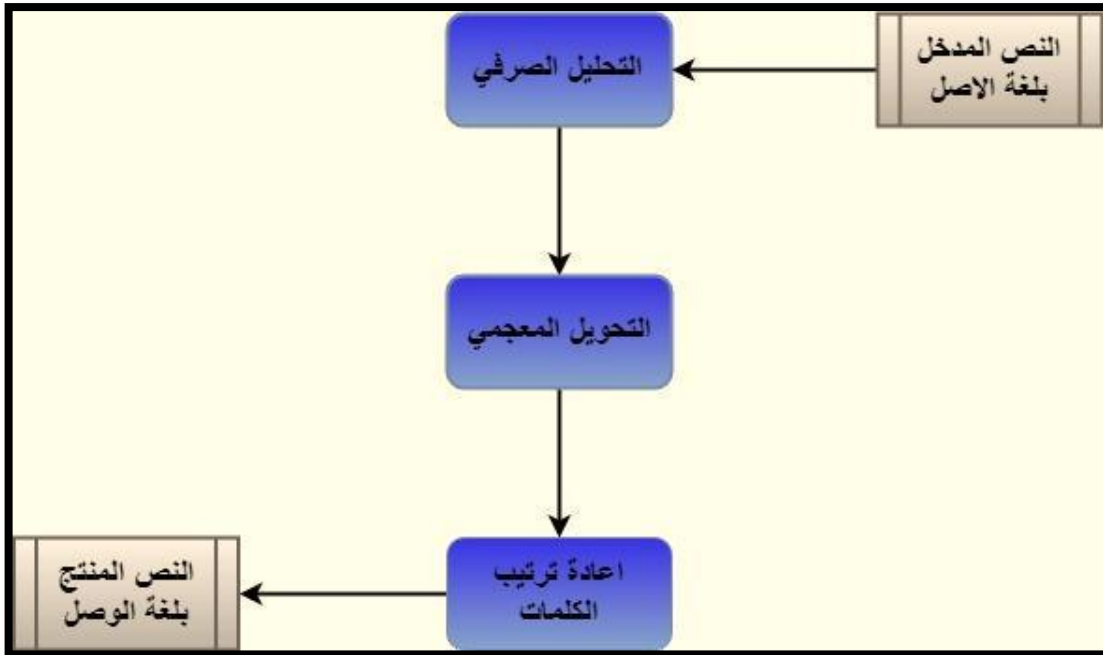 النص المدخل
بلغة الاصل
التحليل الصرفي
التحويل المعجمي
اعادة ترتيب
الكلمات
النص المنتج
بلغة الوصل